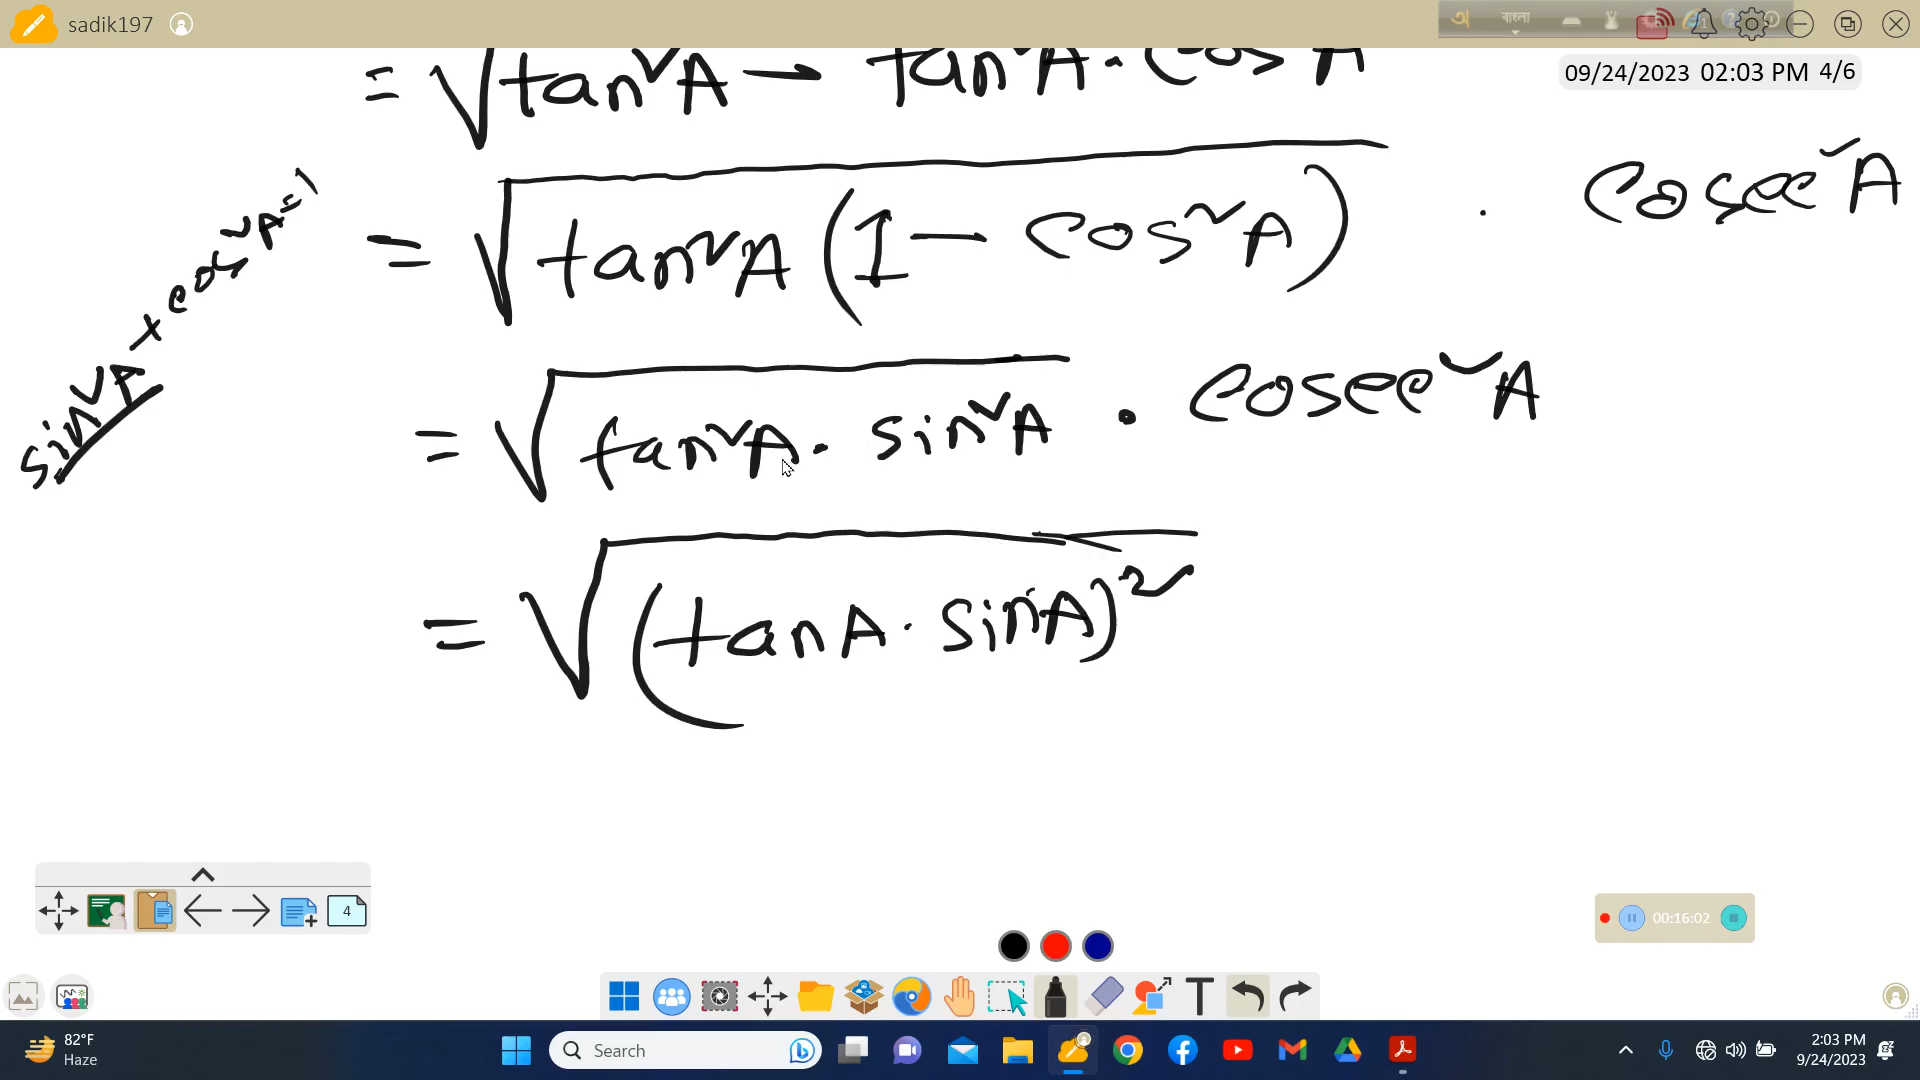 sadik197
বাংলা
09/24/2023 02:03 PM 4/6
= √tan²A — tan²A · cos A
= √tan²A (1 — cos²A) · cosec²A
sin²A + cos²A = 1
= √tan²A · sin²A · cosec²A
= √(tanA · sinA)²
4
00:16:02
T
82°F
Haze
Search
2:03 PM
9/24/2023